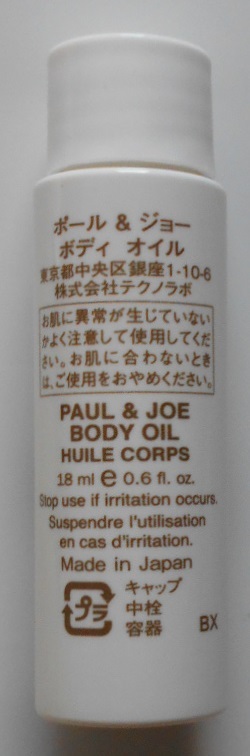 ポール & ジョー
ボディ オイル
東京都中央区銀座1-10-6
株式会社テクノラボ
お肌に異常が生じていない
かよく注意して使用してくだ
さい。お肌に合わないとき
は、ご使用をおやめください。
PAUL & JOE
BODY OIL
HUILE CORPS
18 ml ℮ 0.6 fl. oz.
Stop use if irritation occurs.
Suspendre l'utilisation
en cas d'irritation.
Made in Japan
プラ
キャップ
中栓
容器
BX